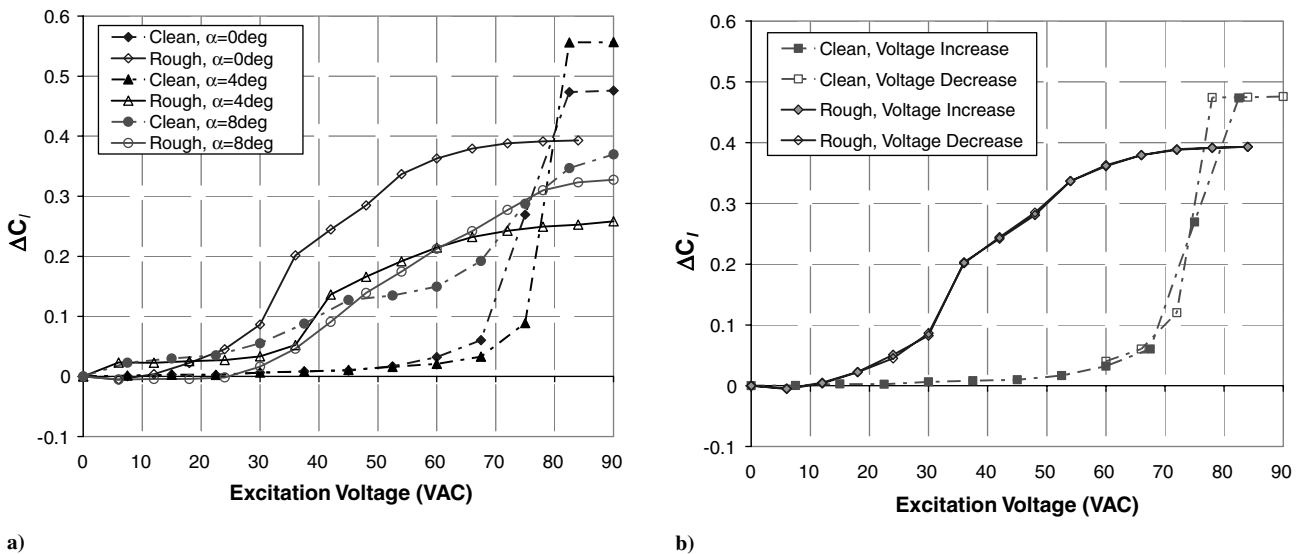 0.6
0.5
0.4
0.3
0.2
0.1
0
-0.1
ΔCl
Clean, α=0deg
Rough, α=0deg
Clean, α=4deg
Rough, α=4deg
Clean, α=8deg
Rough, α=8deg
0 10 20 30 40 50 60 70 80 90
Excitation Voltage (VAC)
a)
0.6
0.5
0.4
0.3
0.2
0.1
0
-0.1
ΔCl
Clean, Voltage Increase
Clean, Voltage Decrease
Rough, Voltage Increase
Rough, Voltage Decrease
0 10 20 30 40 50 60 70 80 90
Excitation Voltage (VAC)
b)